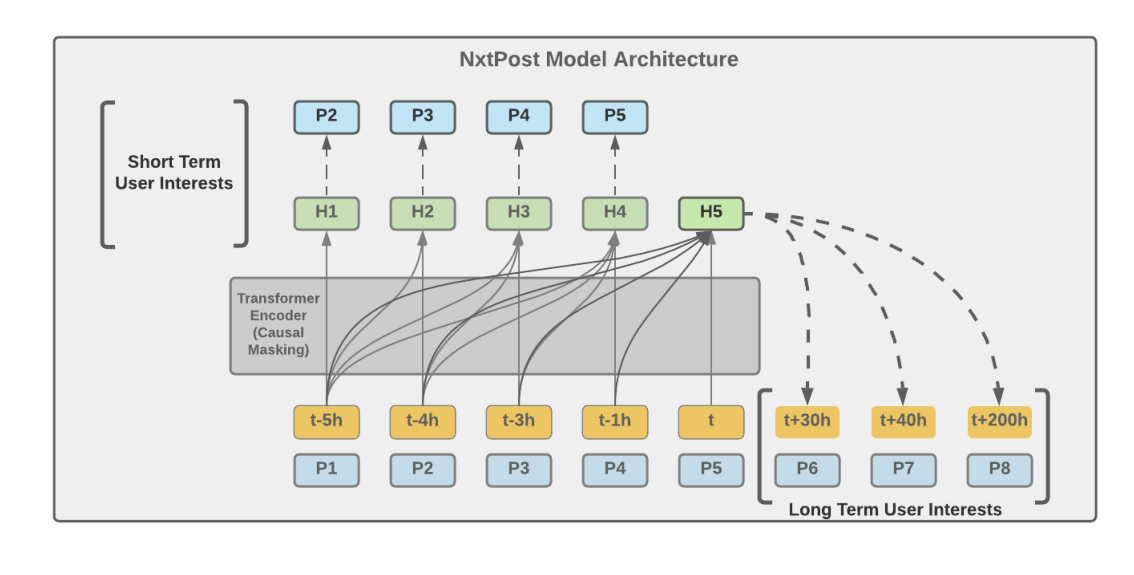 NxtPost Model Architecture
P2 P3 P4 P5
Short Term
User Interests
H1 H2 H3 H4 H5
Transformer
Encoder
(Causal
Masking)
t-5h t-4h t-3h t-1h t t+30h t+40h t+200h
P1 P2 P3 P4 P5 P6 P7 P8
Long Term User Interests